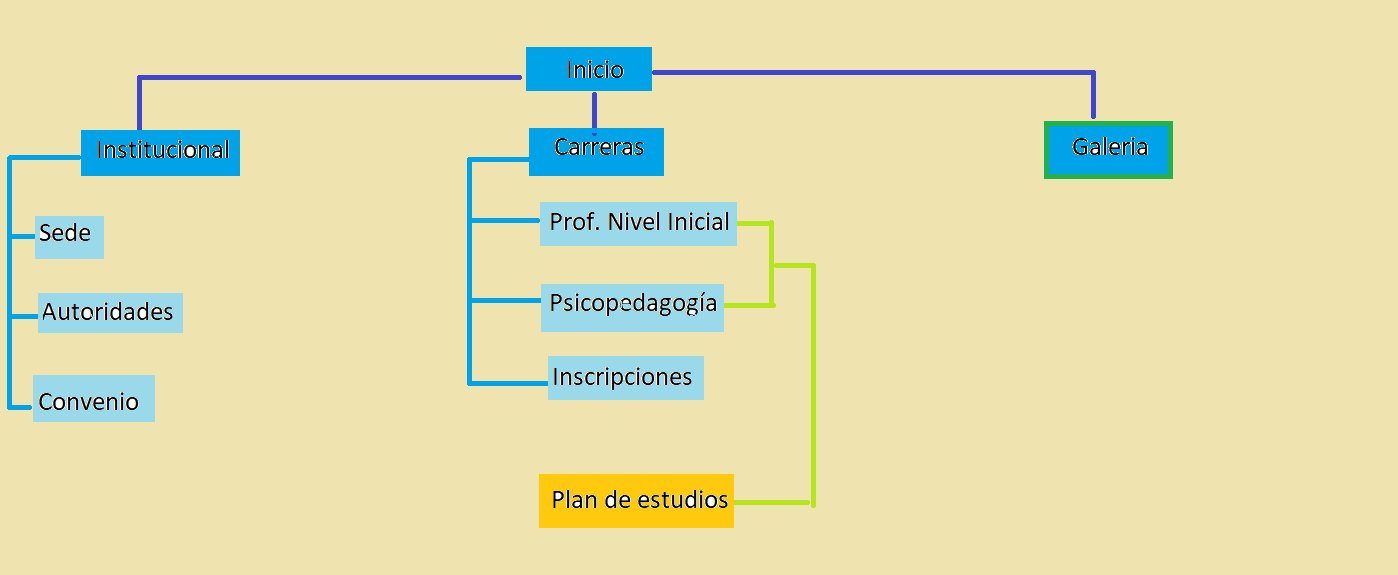 Inicio
Institucional
Carreras
Galeria
Sede
Autoridades
Convenio
Prof. Nivel Inicial
Psicopedagogía
Inscripciones
Plan de estudios